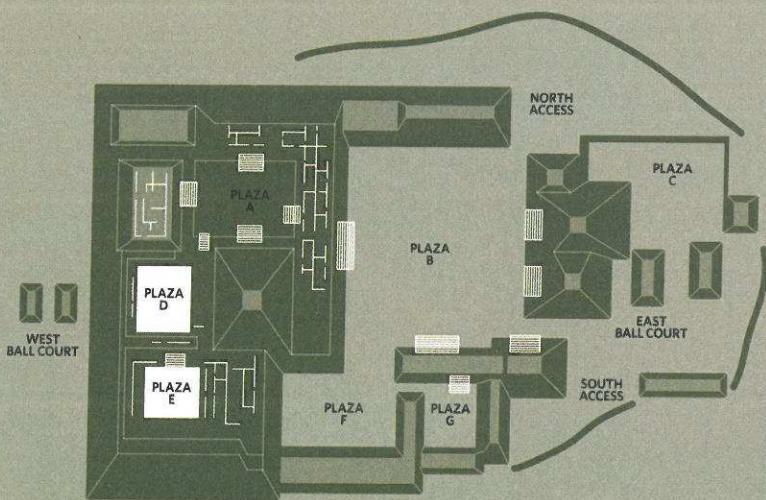 NORTH
ACCESS
PLAZA
C
PLAZA
A
PLAZA
B
PLAZA
D
WEST
BALL COURT
EAST
BALL COURT
PLAZA
E
SOUTH
ACCESS
PLAZA
F
PLAZA
G